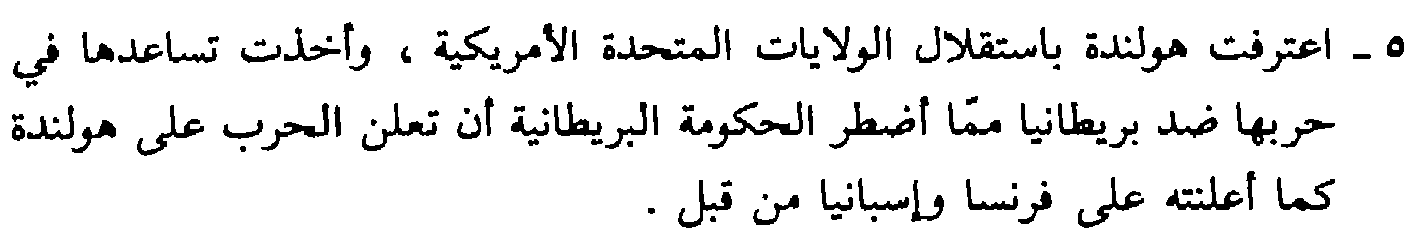 ٥ ـ اعترفت هولندة باستقلال الولايات المتحدة الأمريكية ، وأخذت تساعدها في
حربها ضد بريطانيا ممّا أضطر الحكومة البريطانية أن تعلن الحرب على هولندة
كما أعلنته على فرنسا وإسبانيا من قبل .